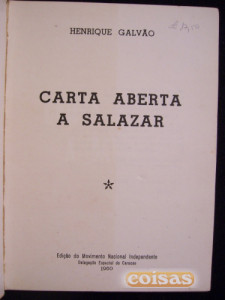 HENRIQUE GALVÃO
CARTA ABERTA
A SALAZAR
*
Edição do Movimento Nacional Independente
Delegação Especial de Caracas
1960
coisas